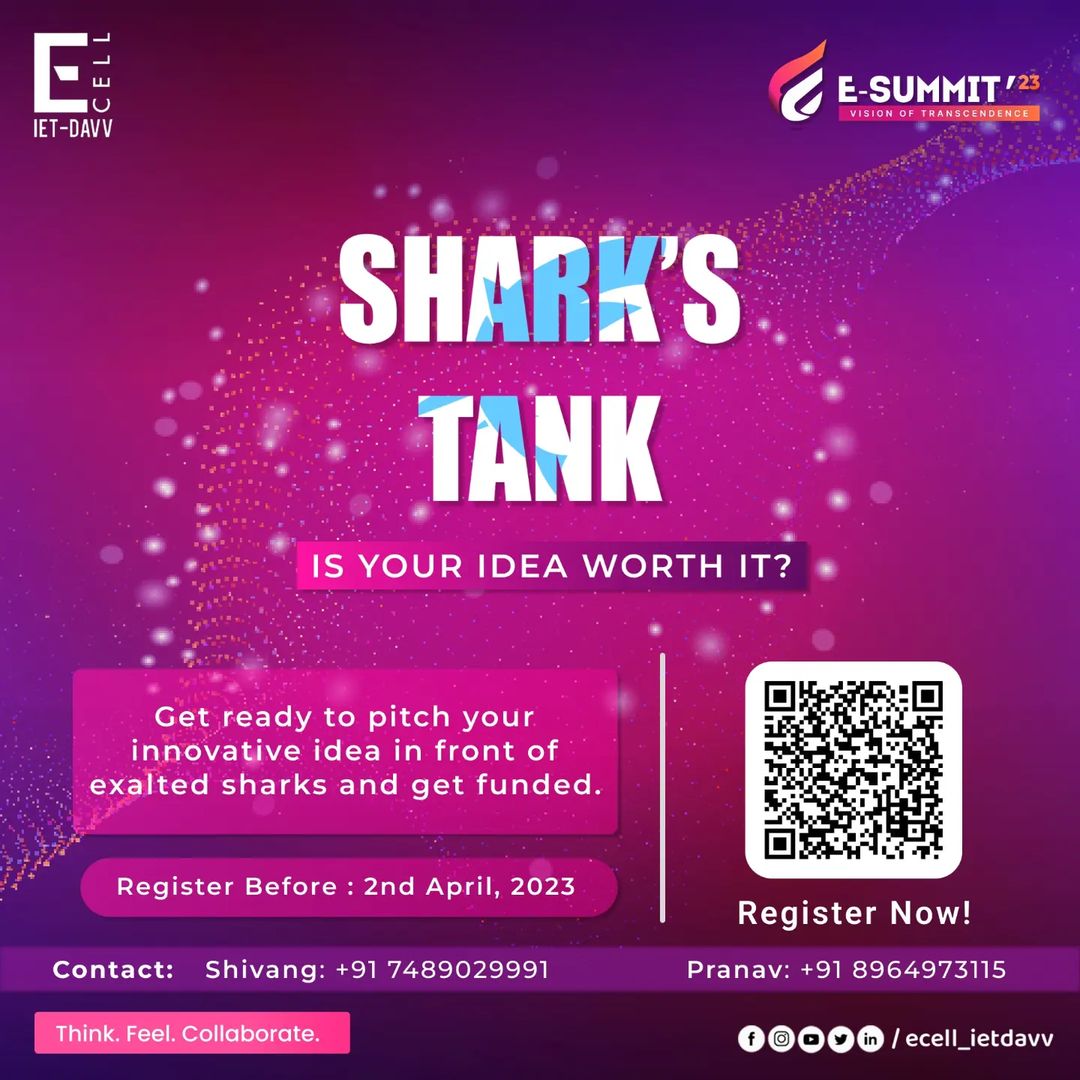 E CELL
IET-DAVV
E-SUMMIT'23
VISION OF TRANSCENDENCE
SHARK'S
TANK
IS YOUR IDEA WORTH IT?
Get ready to pitch your
innovative idea in front of
exalted sharks and get funded.
Register Before : 2nd April, 2023
Register Now!
Contact: Shivang: +91 7489029991 Pranav: +91 8964973115
Think. Feel. Collaborate.
/ ecell_ietdavv